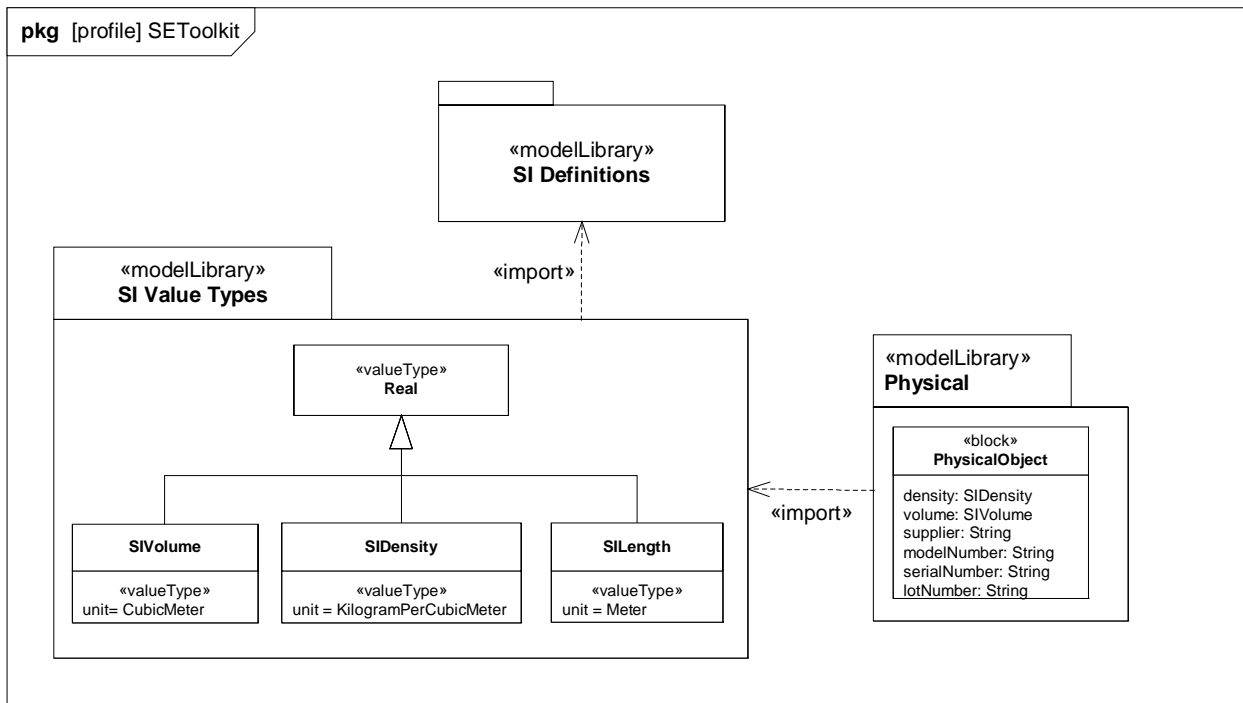 pkg [profile] SEToolkit
«modelLibrary»
SI Definitions
«import»
«modelLibrary»
SI Value Types
«valueType»
Real
SIVolume
«valueType»
unit= CubicMeter
SIDensity
«valueType»
unit = KilogramPerCubicMeter
SILength
«valueType»
unit = Meter
«import»
«modelLibrary»
Physical
«block»
PhysicalObject
density: SIDensity
volume: SIVolume
supplier: String
modelNumber: String
serialNumber: String
lotNumber: String